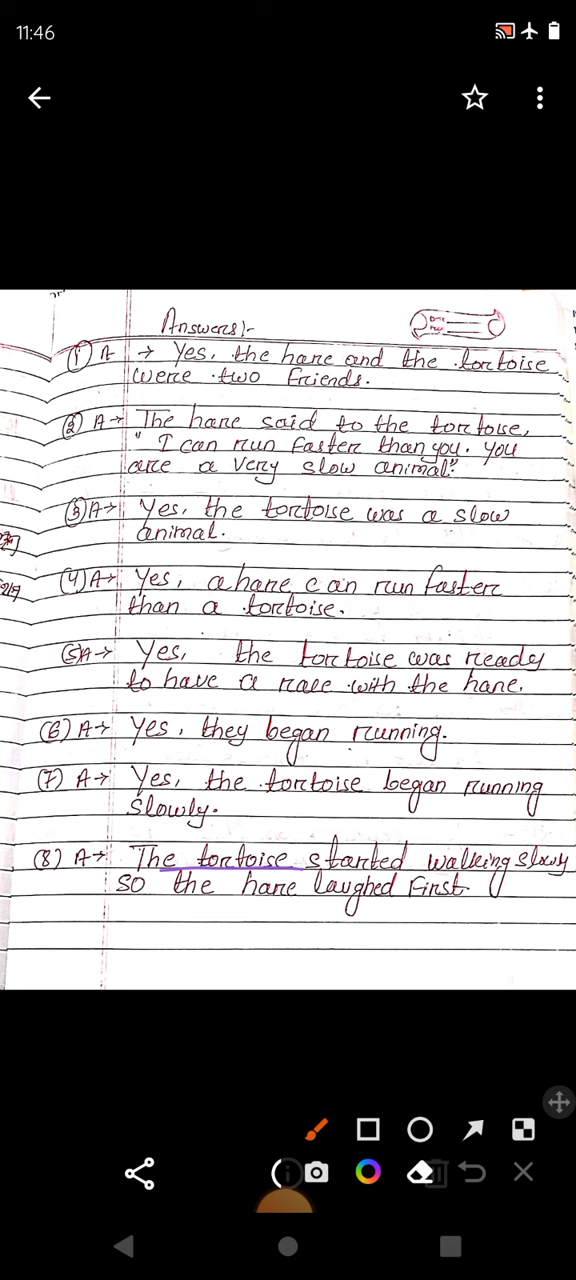 11:46
Answers:-
(1) A → Yes, the hare and the tortoise
were two friends.
(2) A→ The hare said to the tortoise,
" I can run faster than you. You
are a very slow animal."
(3) A→ Yes, the tortoise was a slow
animal.
(4) A→ Yes, a hare can run faster
than a tortoise.
(5) A→ Yes, the tortoise was ready
to have a race with the hare.
(6) A→ Yes, they began running.
(7) A→ Yes, the tortoise began running
slowly.
(8) A→ The tortoise started walking slowly
so the hare laughed first